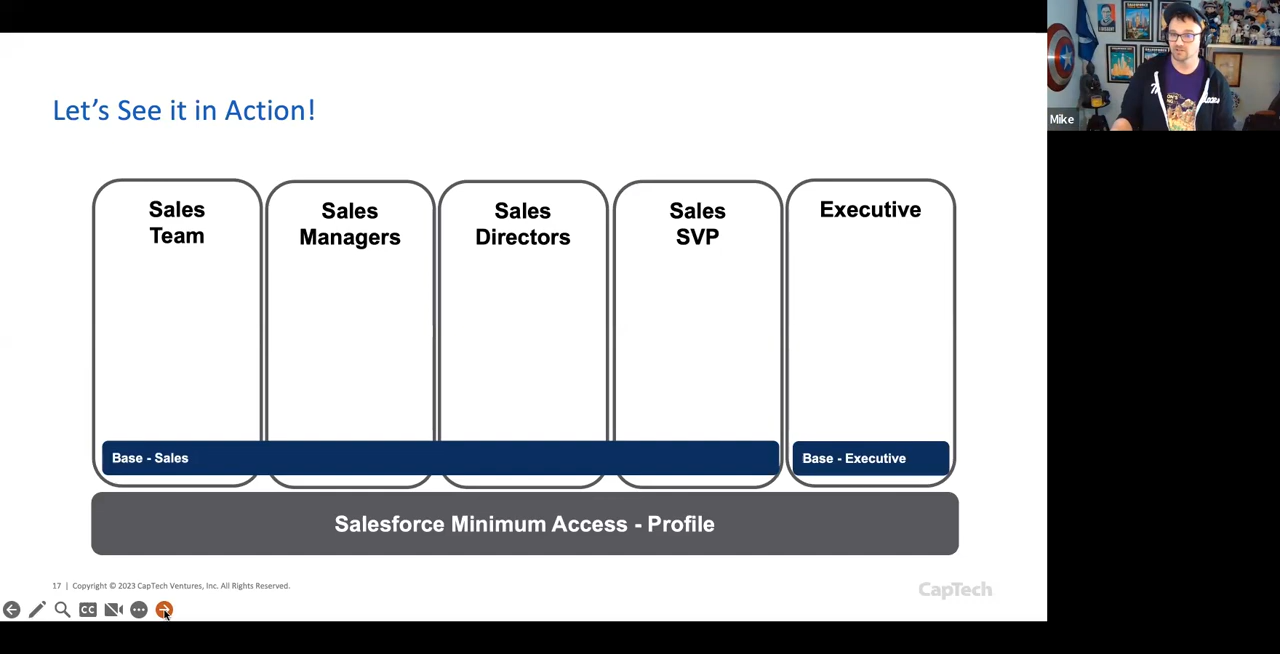 Let's See it in Action!
Sales
Team
Sales
Managers
Sales
Directors
Sales
SVP
Executive
Base - Sales
Base - Executive
Salesforce Minimum Access - Profile
17 | Copyright © 2023 CapTech Ventures, Inc. All Rights Reserved.
CapTech
CC
Mike